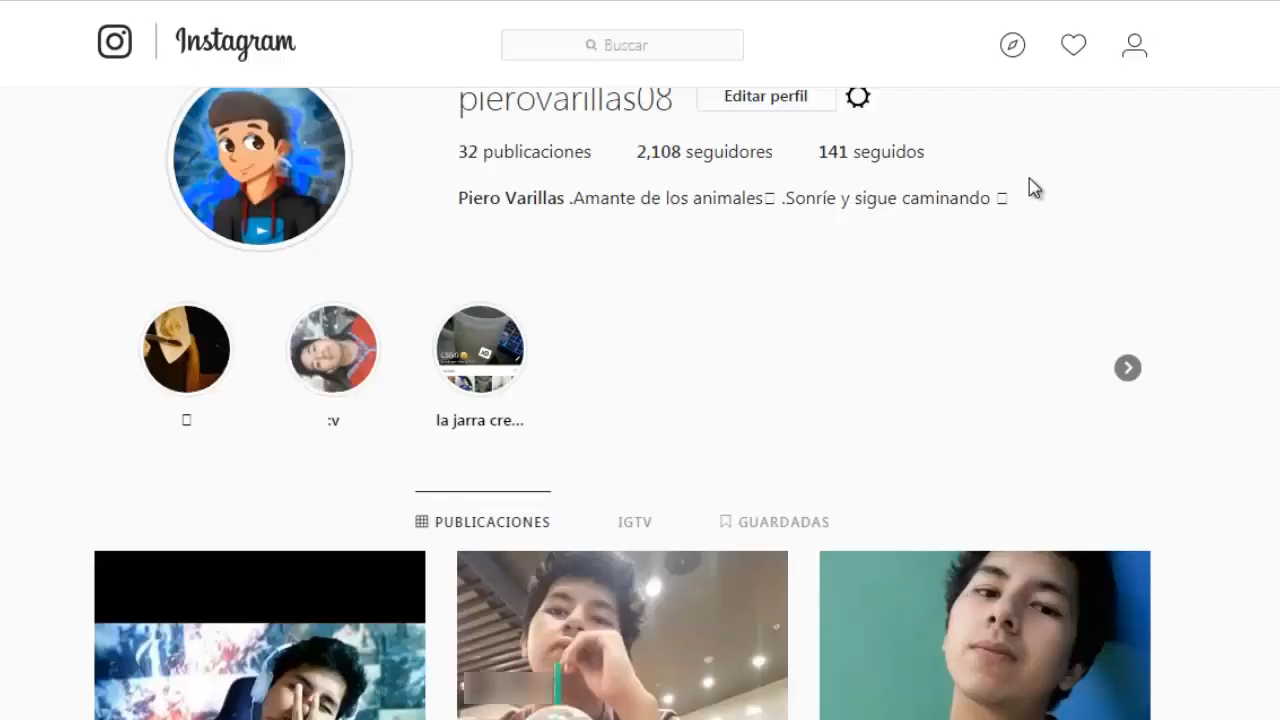 Instagram
Buscar
pierovarillas08 Editar perfil
32 publicaciones 2,108 seguidores 141 seguidos
Piero Varillas .Amante de los animales .Sonríe y sigue caminando
:v la jarra cre...
PUBLICACIONES IGTV GUARDADAS